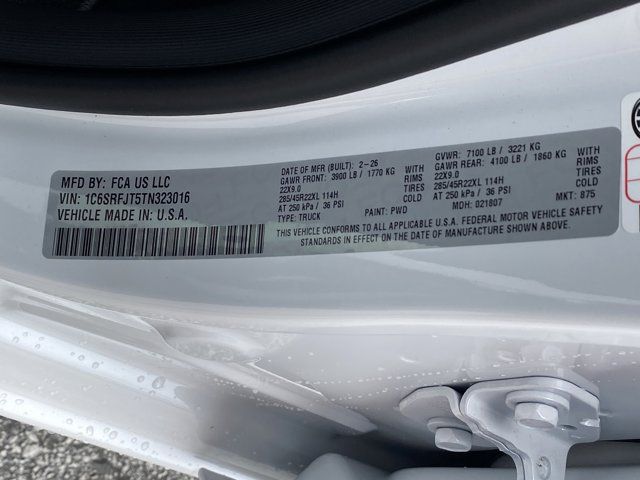 MFD BY: FCA US LLC
VIN: 1C6SRFJT5TN323016
VEHICLE MADE IN: U.S.A.
DATE OF MFR (BUILT): 2-26
GAWR FRONT: 3900 LB / 1770 KG WITH
22X9.0 RIMS
285/45R22XL 114H TIRES
AT 250 kPa / 36 PSI COLD
TYPE: TRUCK PAINT: PWD
GVWR: 7100 LB / 3221 KG
GAWR REAR: 4100 LB / 1860 KG WITH
22X9.0 RIMS
285/45R22XL 114H TIRES
AT 250 kPa / 36 PSI COLD
MDH: 021807 MKT: 875
THIS VEHICLE CONFORMS TO ALL APPLICABLE U.S.A. FEDERAL MOTOR VEHICLE SAFETY
STANDARDS IN EFFECT ON THE DATE OF MANUFACTURE SHOWN ABOVE.